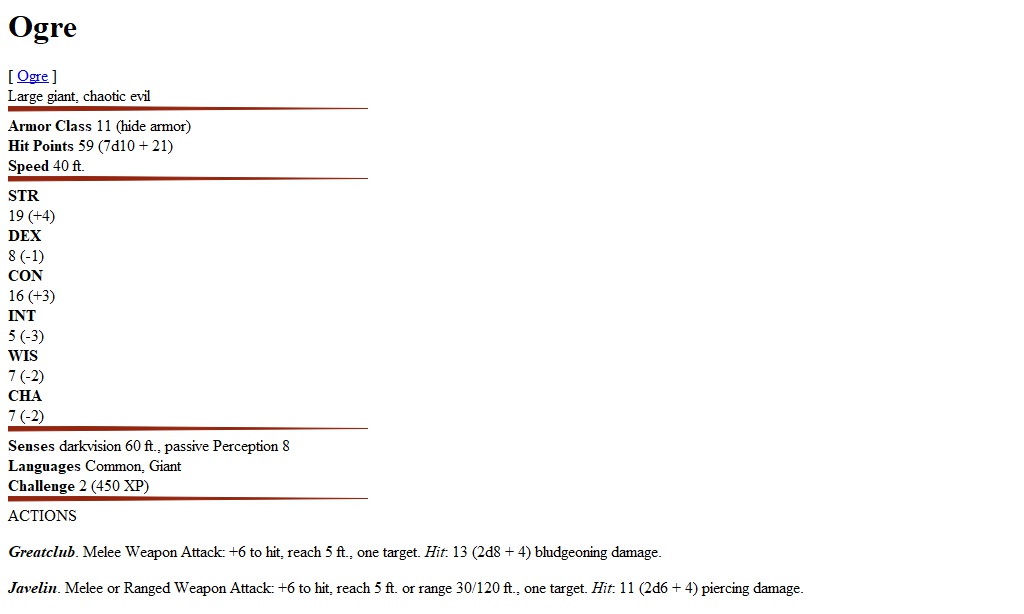 Ogre
[ Ogre ]
Large giant, chaotic evil
Armor Class 11 (hide armor)
Hit Points 59 (7d10 + 21)
Speed 40 ft.
STR
19 (+4)
DEX
8 (-1)
CON
16 (+3)
INT
5 (-3)
WIS
7 (-2)
CHA
7 (-2)
Senses darkvision 60 ft., passive Perception 8
Languages Common, Giant
Challenge 2 (450 XP)
ACTIONS
Greatclub. Melee Weapon Attack: +6 to hit, reach 5 ft., one target. Hit: 13 (2d8 + 4) bludgeoning damage.
Javelin. Melee or Ranged Weapon Attack: +6 to hit, reach 5 ft. or range 30/120 ft., one target. Hit: 11 (2d6 + 4) piercing damage.